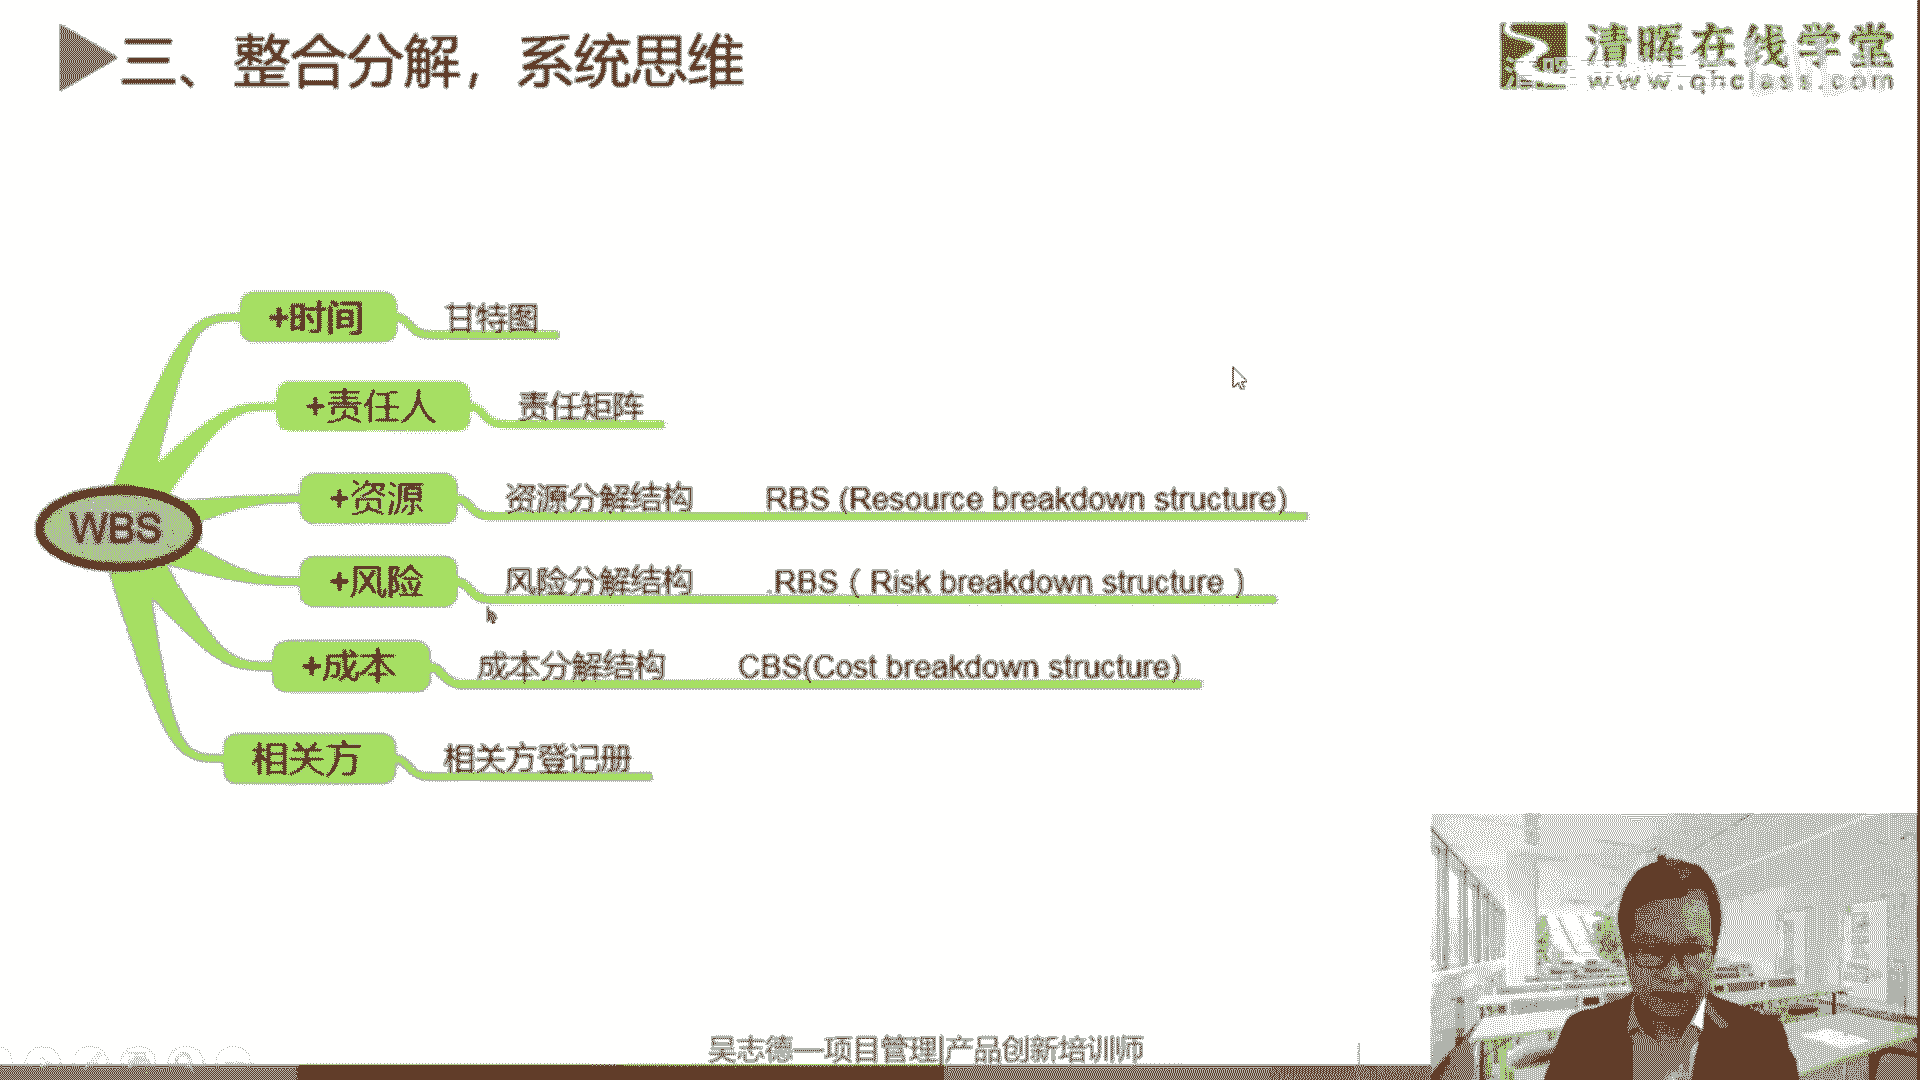 三、整合分解，系统思维
清晖在线学堂
www.qhclass.com
+时间 甘特图
+责任人 责任矩阵
+资源 资源分解结构 RBS (Resource breakdown structure)
WBS
+风险 风险分解结构 .RBS（Risk breakdown structure）
+成本 成本分解结构 CBS(Cost breakdown structure)
相关方 相关方登记册
吴志德—项目管理|产品创新培训师